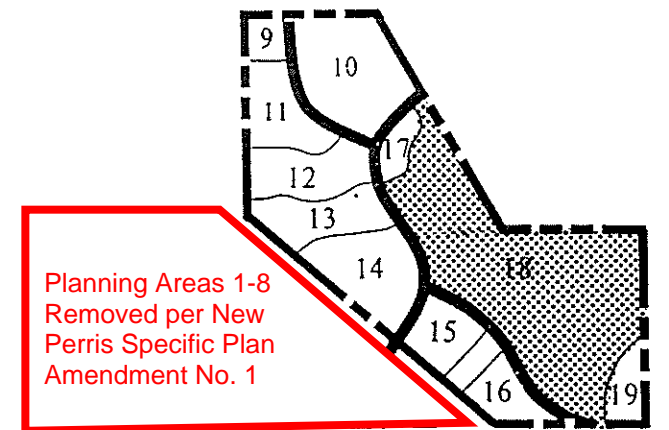 9
10
11
17
12
13
18
14
Planning Areas 1-8
Removed per New
Perris Specific Plan
Amendment No. 1
15
16
19